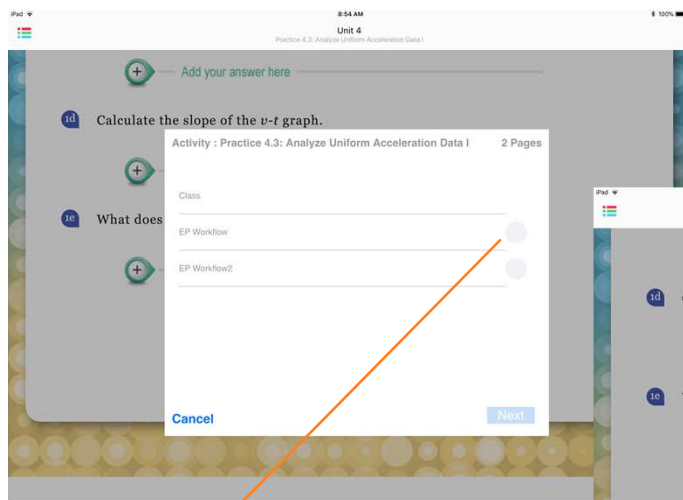 iPad 8:54 AM 100%
Unit 4
Practice 4.3: Analyze Uniform Acceleration Data I
+ Add your answer here
1d Calculate the slope of the v-t graph.
Activity : Practice 4.3: Analyze Uniform Acceleration Data I 2 Pages
+
Class
iPad
1e What does
EP Workflow
+
EP Workflow2
1d
1e
Cancel Next